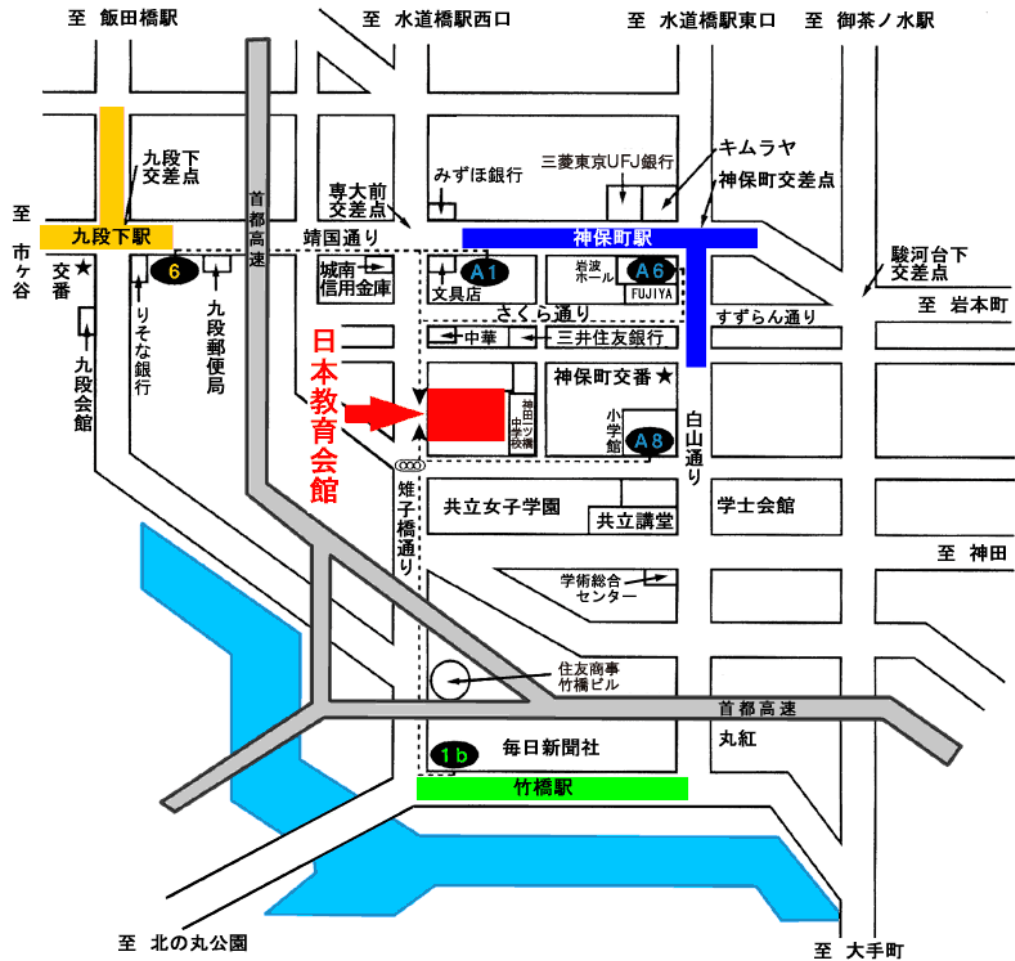 至 飯田橋駅
至 水道橋駅西口
至 水道橋駅東口
至 御茶ノ水駅
九段下
交差点
首都高速
専大前
交差点
みずほ銀行
三菱東京UFJ銀行
キムラヤ
神保町交差点
至 市ヶ谷
九段下駅
靖国通り
神保町駅
交番★
6
城南
信用金庫
文具店
A1
岩波
ホール
A6
FUJIYA
駿河台下
交差点
至 岩本町
九段会館
りそな銀行
九段郵便局
さくら通り
すずらん通り
中華
三井住友銀行
日本教育会館
神田一ツ橋
中学校
神保町交番★
小学館
A8
白山通り
雉子橋通り
共立女子学園
共立講堂
学士会館
至 神田
学術総合
センター
住友商事
竹橋ビル
首都高速
丸紅
1b
毎日新聞社
竹橋駅
至 北の丸公園
至 大手町